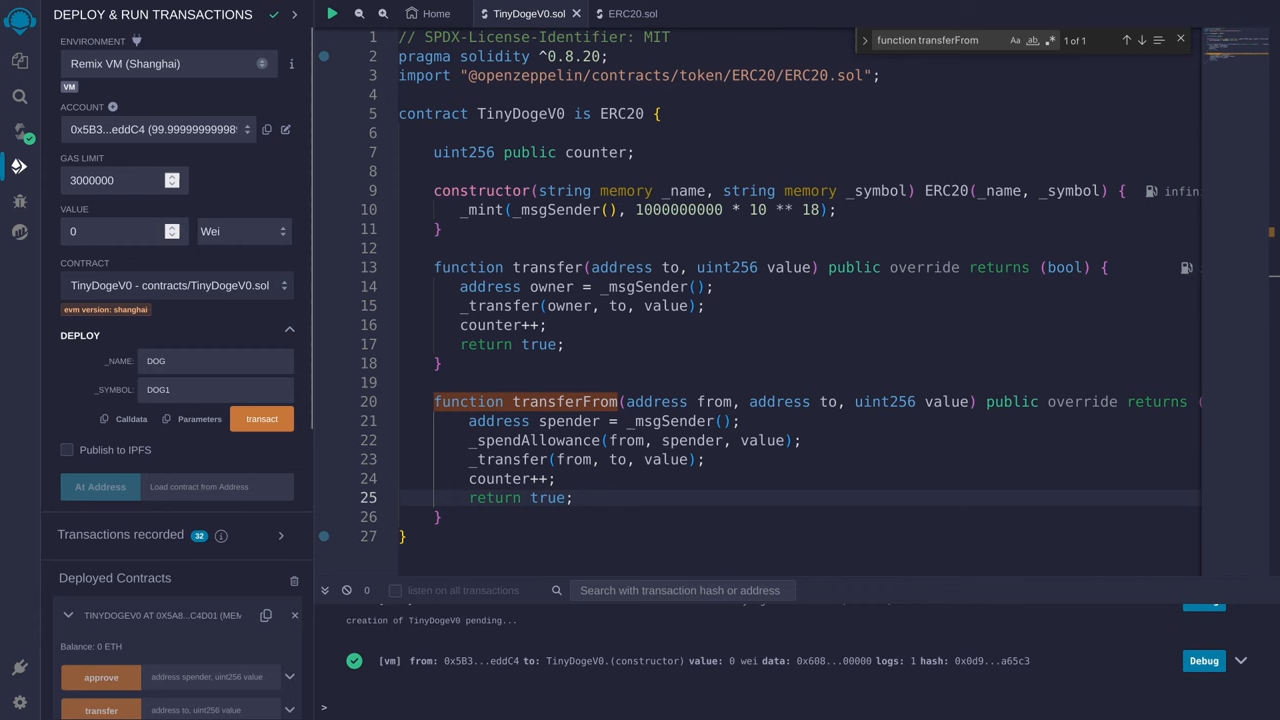 DEPLOY & RUN TRANSACTIONS
ENVIRONMENT
Remix VM (Shanghai)
VM
ACCOUNT
0x5B3...eddC4 (99.9999999999898
GAS LIMIT
3000000
VALUE
0
Wei
CONTRACT
TinyDogeV0 - contracts/TinyDogeV0.sol
evm version: shanghai
DEPLOY
_NAME:
DOG
_SYMBOL:
DOG1
Calldata
Parameters
transact
Publish to IPFS
At Address
Load contract from Address
Transactions recorded
32
Deployed Contracts
TINYDOGEV0 AT 0X5A8...C4D01 (MEM
Balance: 0 ETH
approve
address spender, uint256 value
transfer
address to, uint256 value
Home
TinyDogeV0.sol
ERC20.sol
function transferFrom
Aa
ab
1 of 1
1 // SPDX-License-Identifier: MIT
2 pragma solidity ^0.8.20;
3 import "@openzeppelin/contracts/token/ERC20/ERC20.sol";
4
5 contract TinyDogeV0 is ERC20 {
6
7 uint256 public counter;
8
9 constructor(string memory _name, string memory _symbol) ERC20(_name, _symbol) { infini
10 _mint(_msgSender(), 1000000000 * 10 ** 18);
11 }
12
13 function transfer(address to, uint256 value) public override returns (bool) {
14 address owner = _msgSender();
15 _transfer(owner, to, value);
16 counter++;
17 return true;
18 }
19
20 function transferFrom(address from, address to, uint256 value) public override returns (
21 address spender = _msgSender();
22 _spendAllowance(from, spender, value);
23 _transfer(from, to, value);
24 counter++;
25 return true;
26 }
27 }
0
listen on all transactions
Search with transaction hash or address
creation of TinyDogeV0 pending...
[vm] from: 0x5B3...eddC4 to: TinyDogeV0.(constructor) value: 0 wei data: 0x608...00000 logs: 1 hash: 0x0d9...a65c3
Debug
>